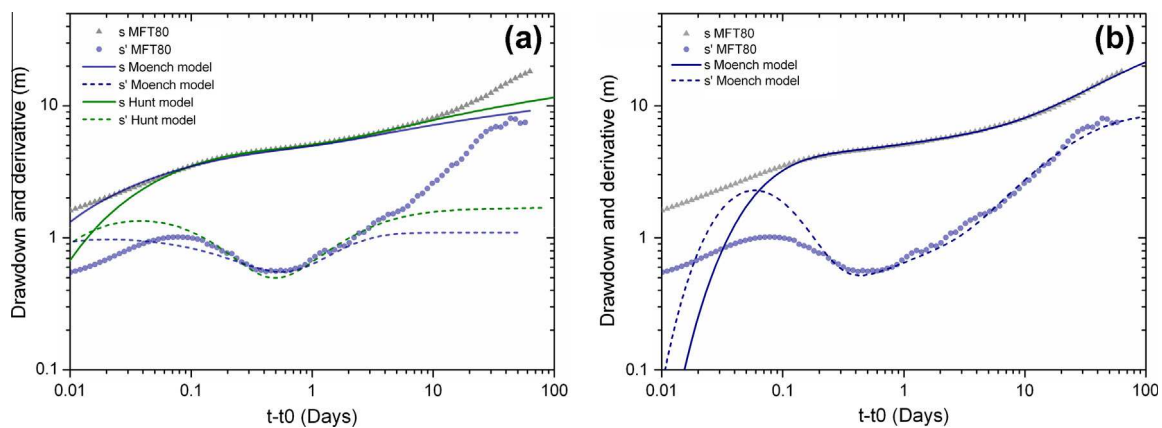 (a)
s MFT80
s' MFT80
s Moench model
s' Moench model
s Hunt model
s' Hunt model
Drawdown and derivative (m)
10
1
0.1
0.01
0.1
1
10
100
t-t0 (Days)
(b)
s MFT80
s' MFT80
s Moench model
s' Moench model
Drawdown and derivative (m)
10
1
0.1
0.01
0.1
1
10
100
t-t0 (Days)